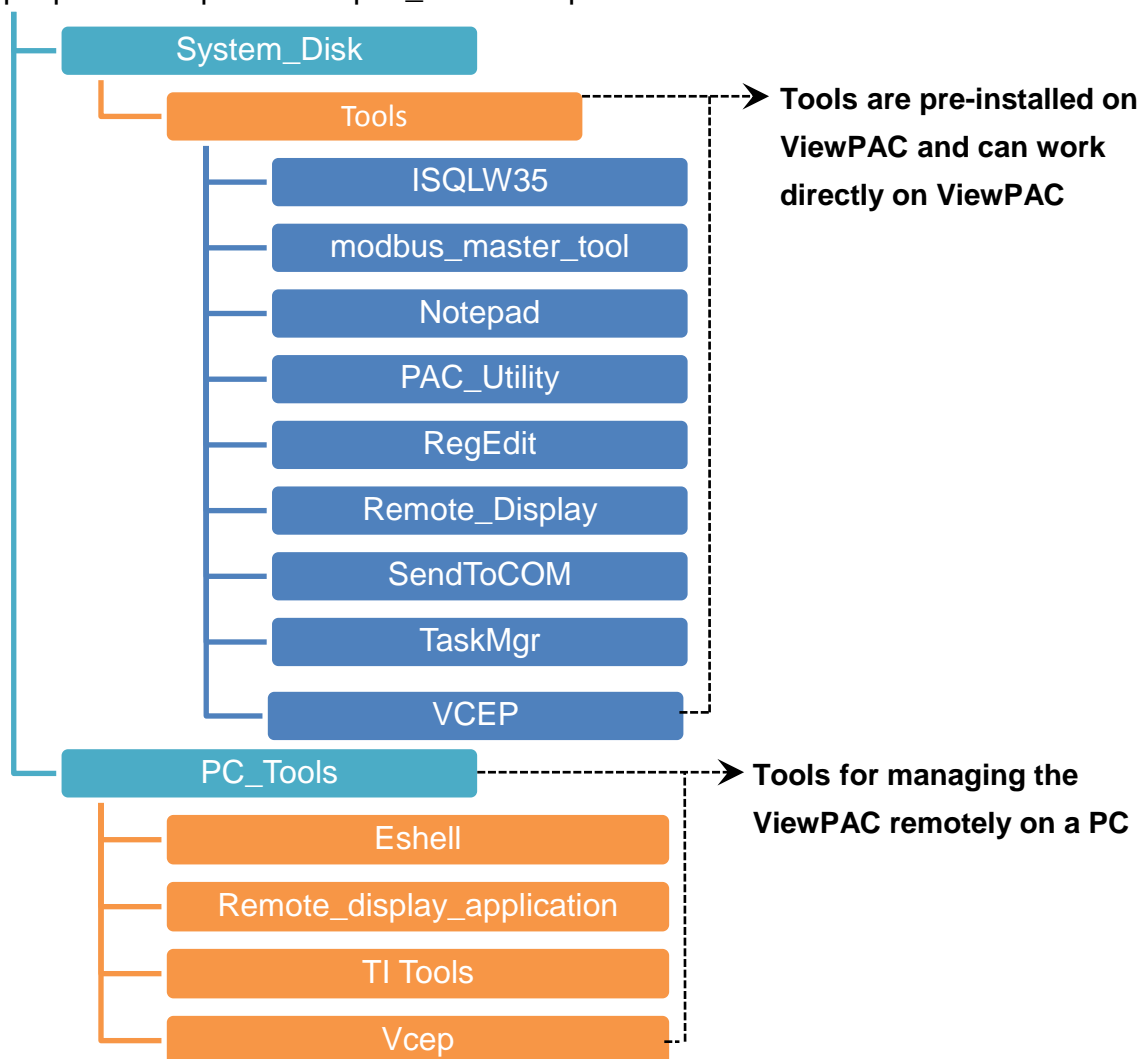 System_Disk
Tools
Tools are pre-installed on
ViewPAC and can work
directly on ViewPAC
ISQLW35
modbus_master_tool
Notepad
PAC_Utility
RegEdit
Remote_Display
SendToCOM
TaskMgr
VCEP
PC_Tools
Tools for managing the
ViewPAC remotely on a PC
Eshell
Remote_display_application
TI Tools
Vcep